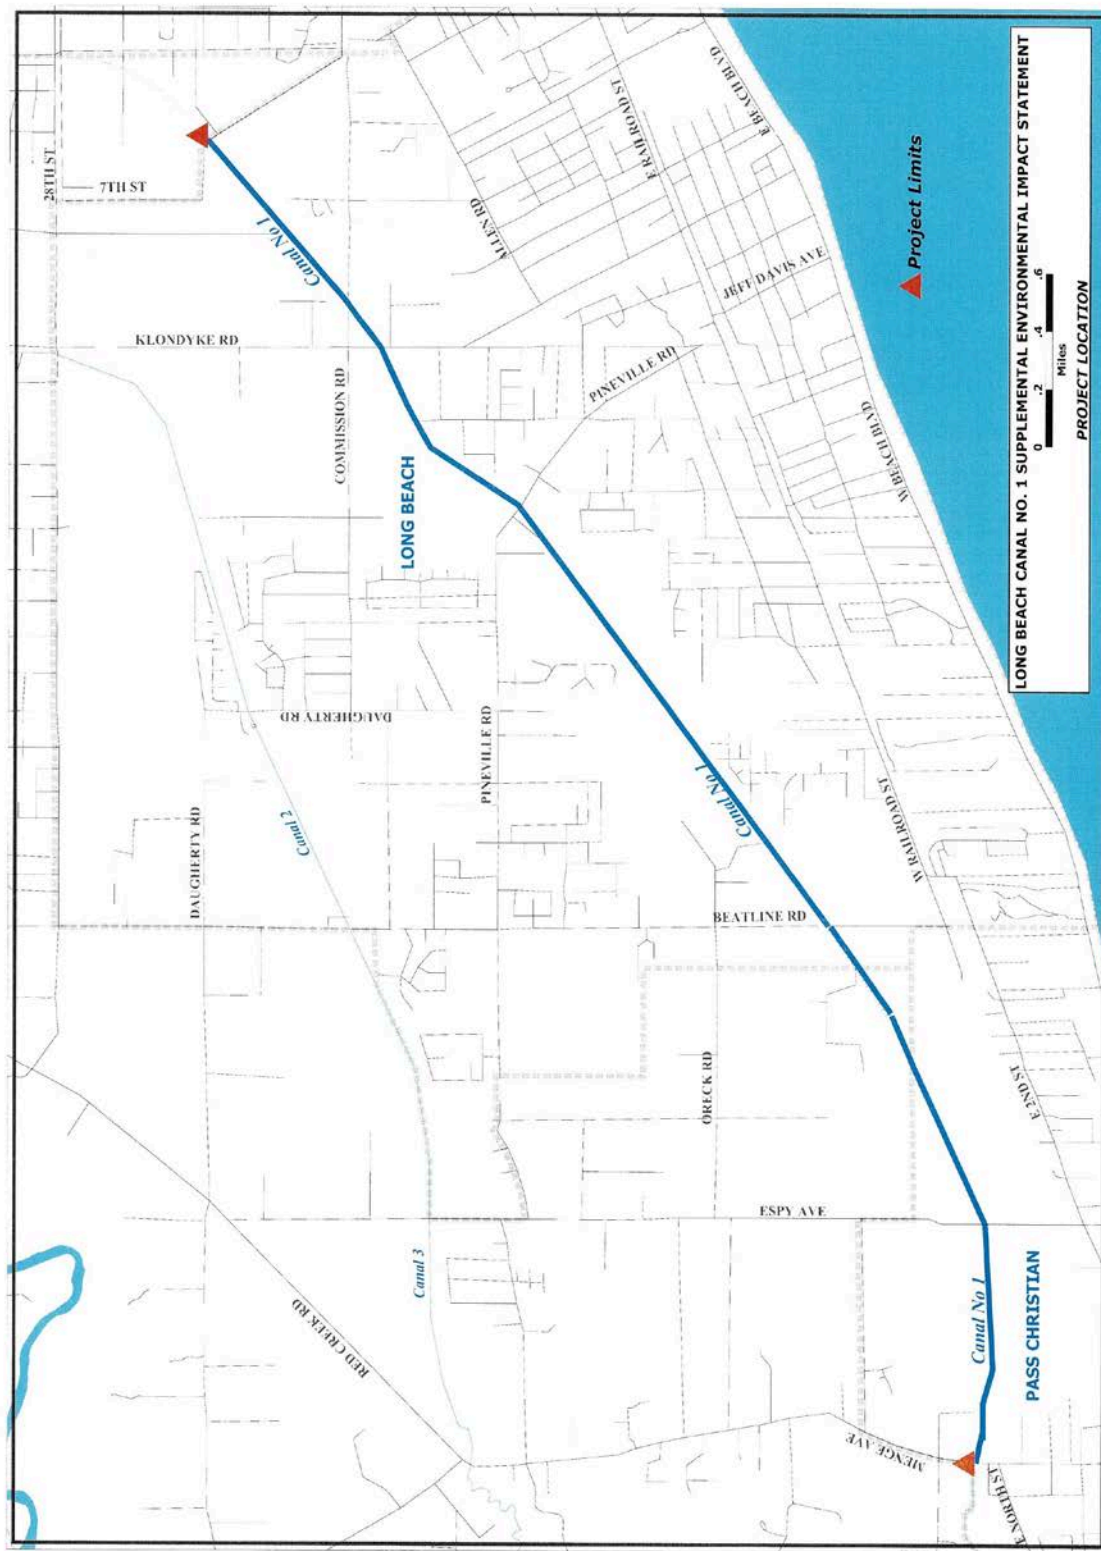 28TH ST
7TH ST
Canal No.1
KLONDYKE RD
COMMISSION RD
ALLEN RD
E RAILROAD ST
E BEACH BLVD
LONG BEACH
PINEVILLE RD
JEFF DAVIS AVE
W BEACH BLVD
DAUGHERTY RD
PINEVILLE RD
DAUGHERTY RD
Canal 2
Canal No.1
W RAILROAD ST
BEATLINE RD
ORECK RD
E 2ND ST
ESPY AVE
Canal 3
RED CREEK RD
Canal No 1
PASS CHRISTIAN
MENGE AVE
E NORTH ST
Project Limits
LONG BEACH CANAL NO. 1 SUPPLEMENTAL ENVIRONMENTAL IMPACT STATEMENT
0 .2 .4 .6
Miles
PROJECT LOCATION